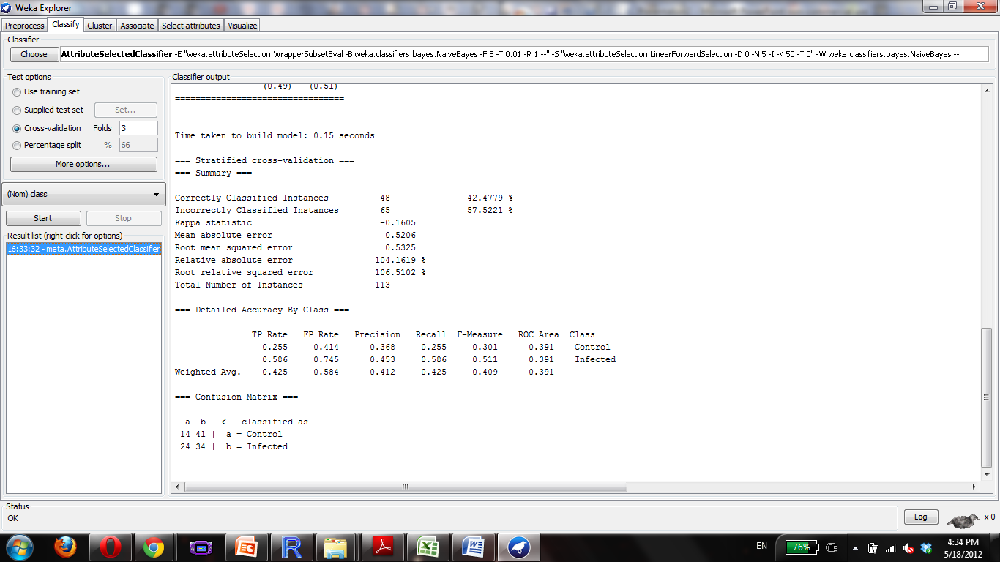 Weka Explorer
Preprocess Classify Cluster Associate Select attributes Visualize
Classifier
Choose AttributeSelectedClassifier -E "weka.attributeSelection.WrapperSubsetEval -B weka.classifiers.bayes.NaiveBayes -F 5 -T 0.01 -R 1 --" -S "weka.attributeSelection.LinearForwardSelection -D 0 -N 5 -I -K 50 -T 0" -W weka.classifiers.bayes.NaiveBayes --
Test options
Use training set
Supplied test set Set...
Cross-validation Folds 3
Percentage split % 66
More options...
(Nom) class
Start Stop
Result list (right-click for options)
16:33:32 - meta.AttributeSelectedClassifier
Classifier output
(0.49) (0.51)
=================================
Time taken to build model: 0.15 seconds
=== Stratified cross-validation ===
=== Summary ===
Correctly Classified Instances 48 42.4779 %
Incorrectly Classified Instances 65 57.5221 %
Kappa statistic -0.1605
Mean absolute error 0.5206
Root mean squared error 0.5325
Relative absolute error 104.1619 %
Root relative squared error 106.5102 %
Total Number of Instances 113
=== Detailed Accuracy By Class ===
TP Rate FP Rate Precision Recall F-Measure ROC Area Class
0.255 0.414 0.368 0.255 0.301 0.391 Control
0.586 0.745 0.453 0.586 0.511 0.391 Infected
Weighted Avg. 0.425 0.584 0.412 0.425 0.409 0.391
=== Confusion Matrix ===
a b <-- classified as
14 41 | a = Control
24 34 | b = Infected
Status
OK
Log x 0
EN 76% 4:34 PM
5/18/2012